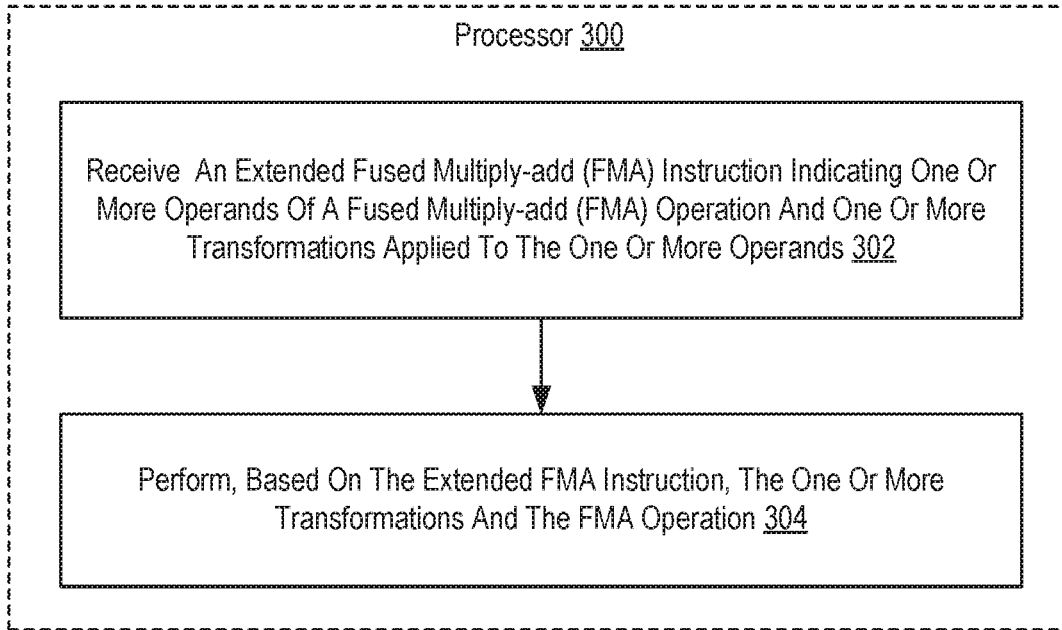 Processor 300
Receive An Extended Fused Multiply-add (FMA) Instruction Indicating One Or
More Operands Of A Fused Multiply-add (FMA) Operation And One Or More
Transformations Applied To The One Or More Operands 302
Perform, Based On The Extended FMA Instruction, The One Or More
Transformations And The FMA Operation 304